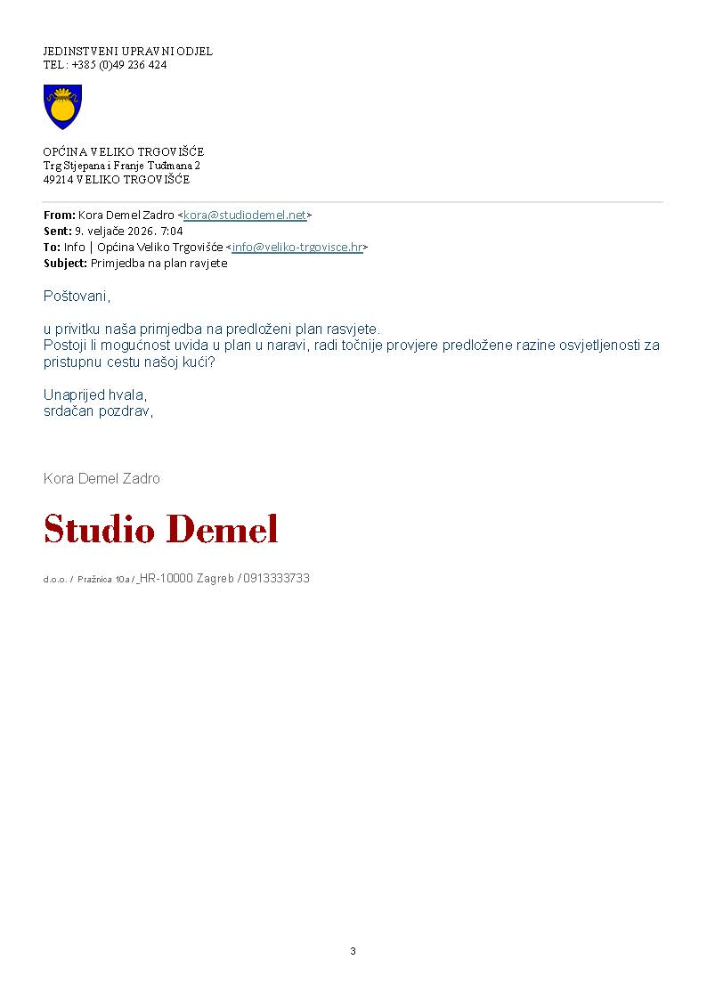 JEDINSTVENI UPRAVNI ODJEL
TEL: +385 (0)49 236 424
OPĆINA VELIKO TRGOVIŠĆE
Trg Stjepana i Franje Tuđmana 2
49214 VELIKO TRGOVIŠĆE
From: Kora Demel Zadro <kora@studiodemel.net>
Sent: 9. veljače 2026. 7:04
To: Info | Općina Veliko Trgovišće <info@veliko-trgovisce.hr>
Subject: Primjedba na plan ravjete
Poštovani,
u privitku naša primjedba na predloženi plan rasvjete.
Postoji li mogućnost uvida u plan u naravi, radi točnije provjere predložene razine osvjetljenosti za
pristupnu cestu našoj kući?
Unaprijed hvala,
srdačan pozdrav,
Kora Demel Zadro
Studio Demel
d.o.o. / Pražnica 10a /_HR-10000 Zagreb / 0913333733
3